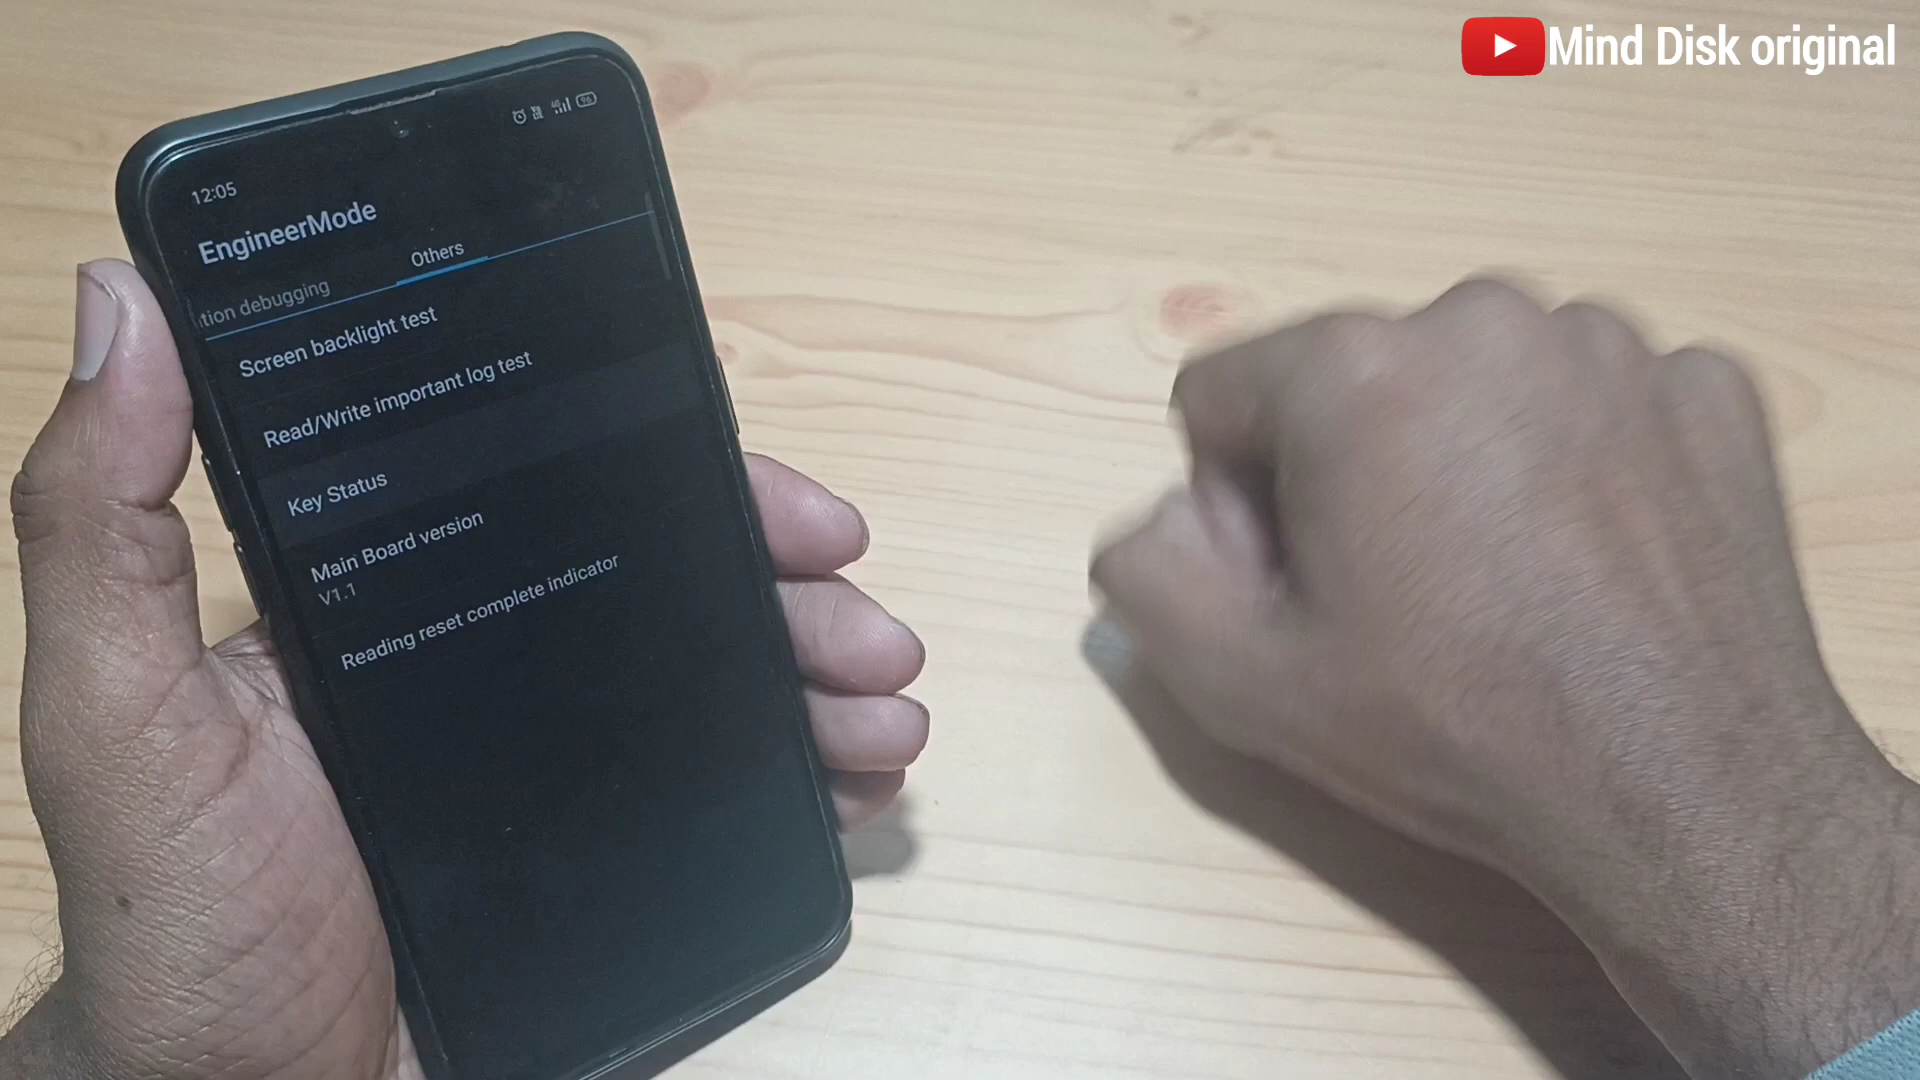 Mind Disk original
12:05
EngineerMode
tion debugging
Others
Screen backlight test
Read/Write important log test
Key Status
Main Board version
V1.1
Reading reset complete indicator